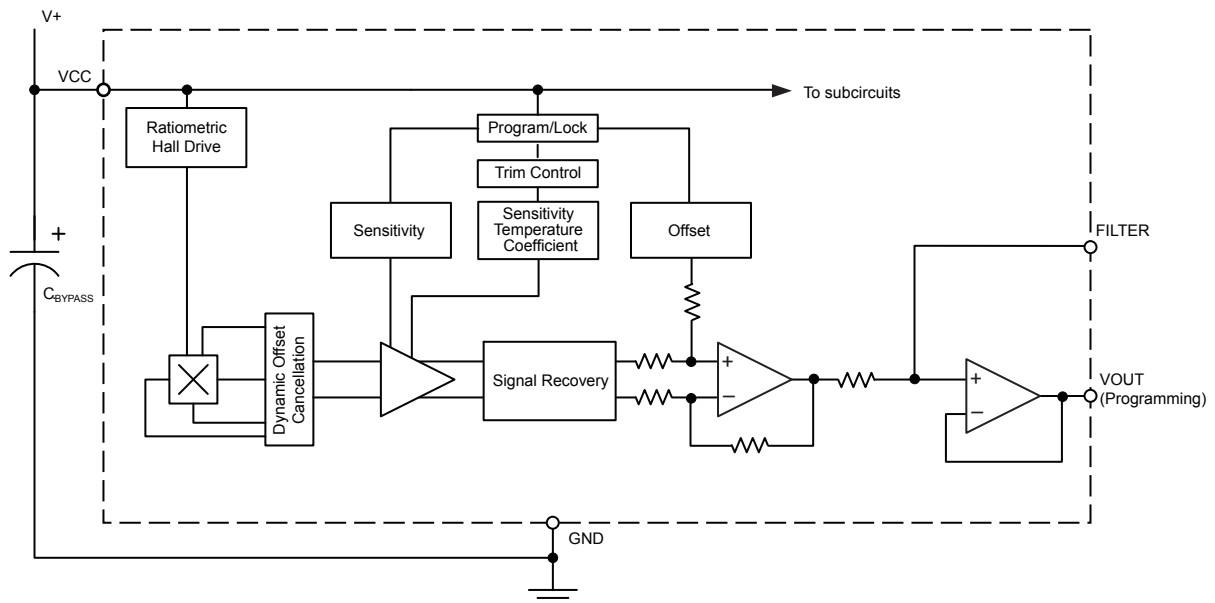 V+
VCC
To subcircuits
Ratiometric
Hall Drive
Program/Lock
Trim Control
Sensitivity
Sensitivity
Temperature
Coefficient
Offset
FILTER
+
CBYPASS
Dynamic Offset
Cancellation
Signal Recovery
+
−
+
−
VOUT
(Programming)
GND